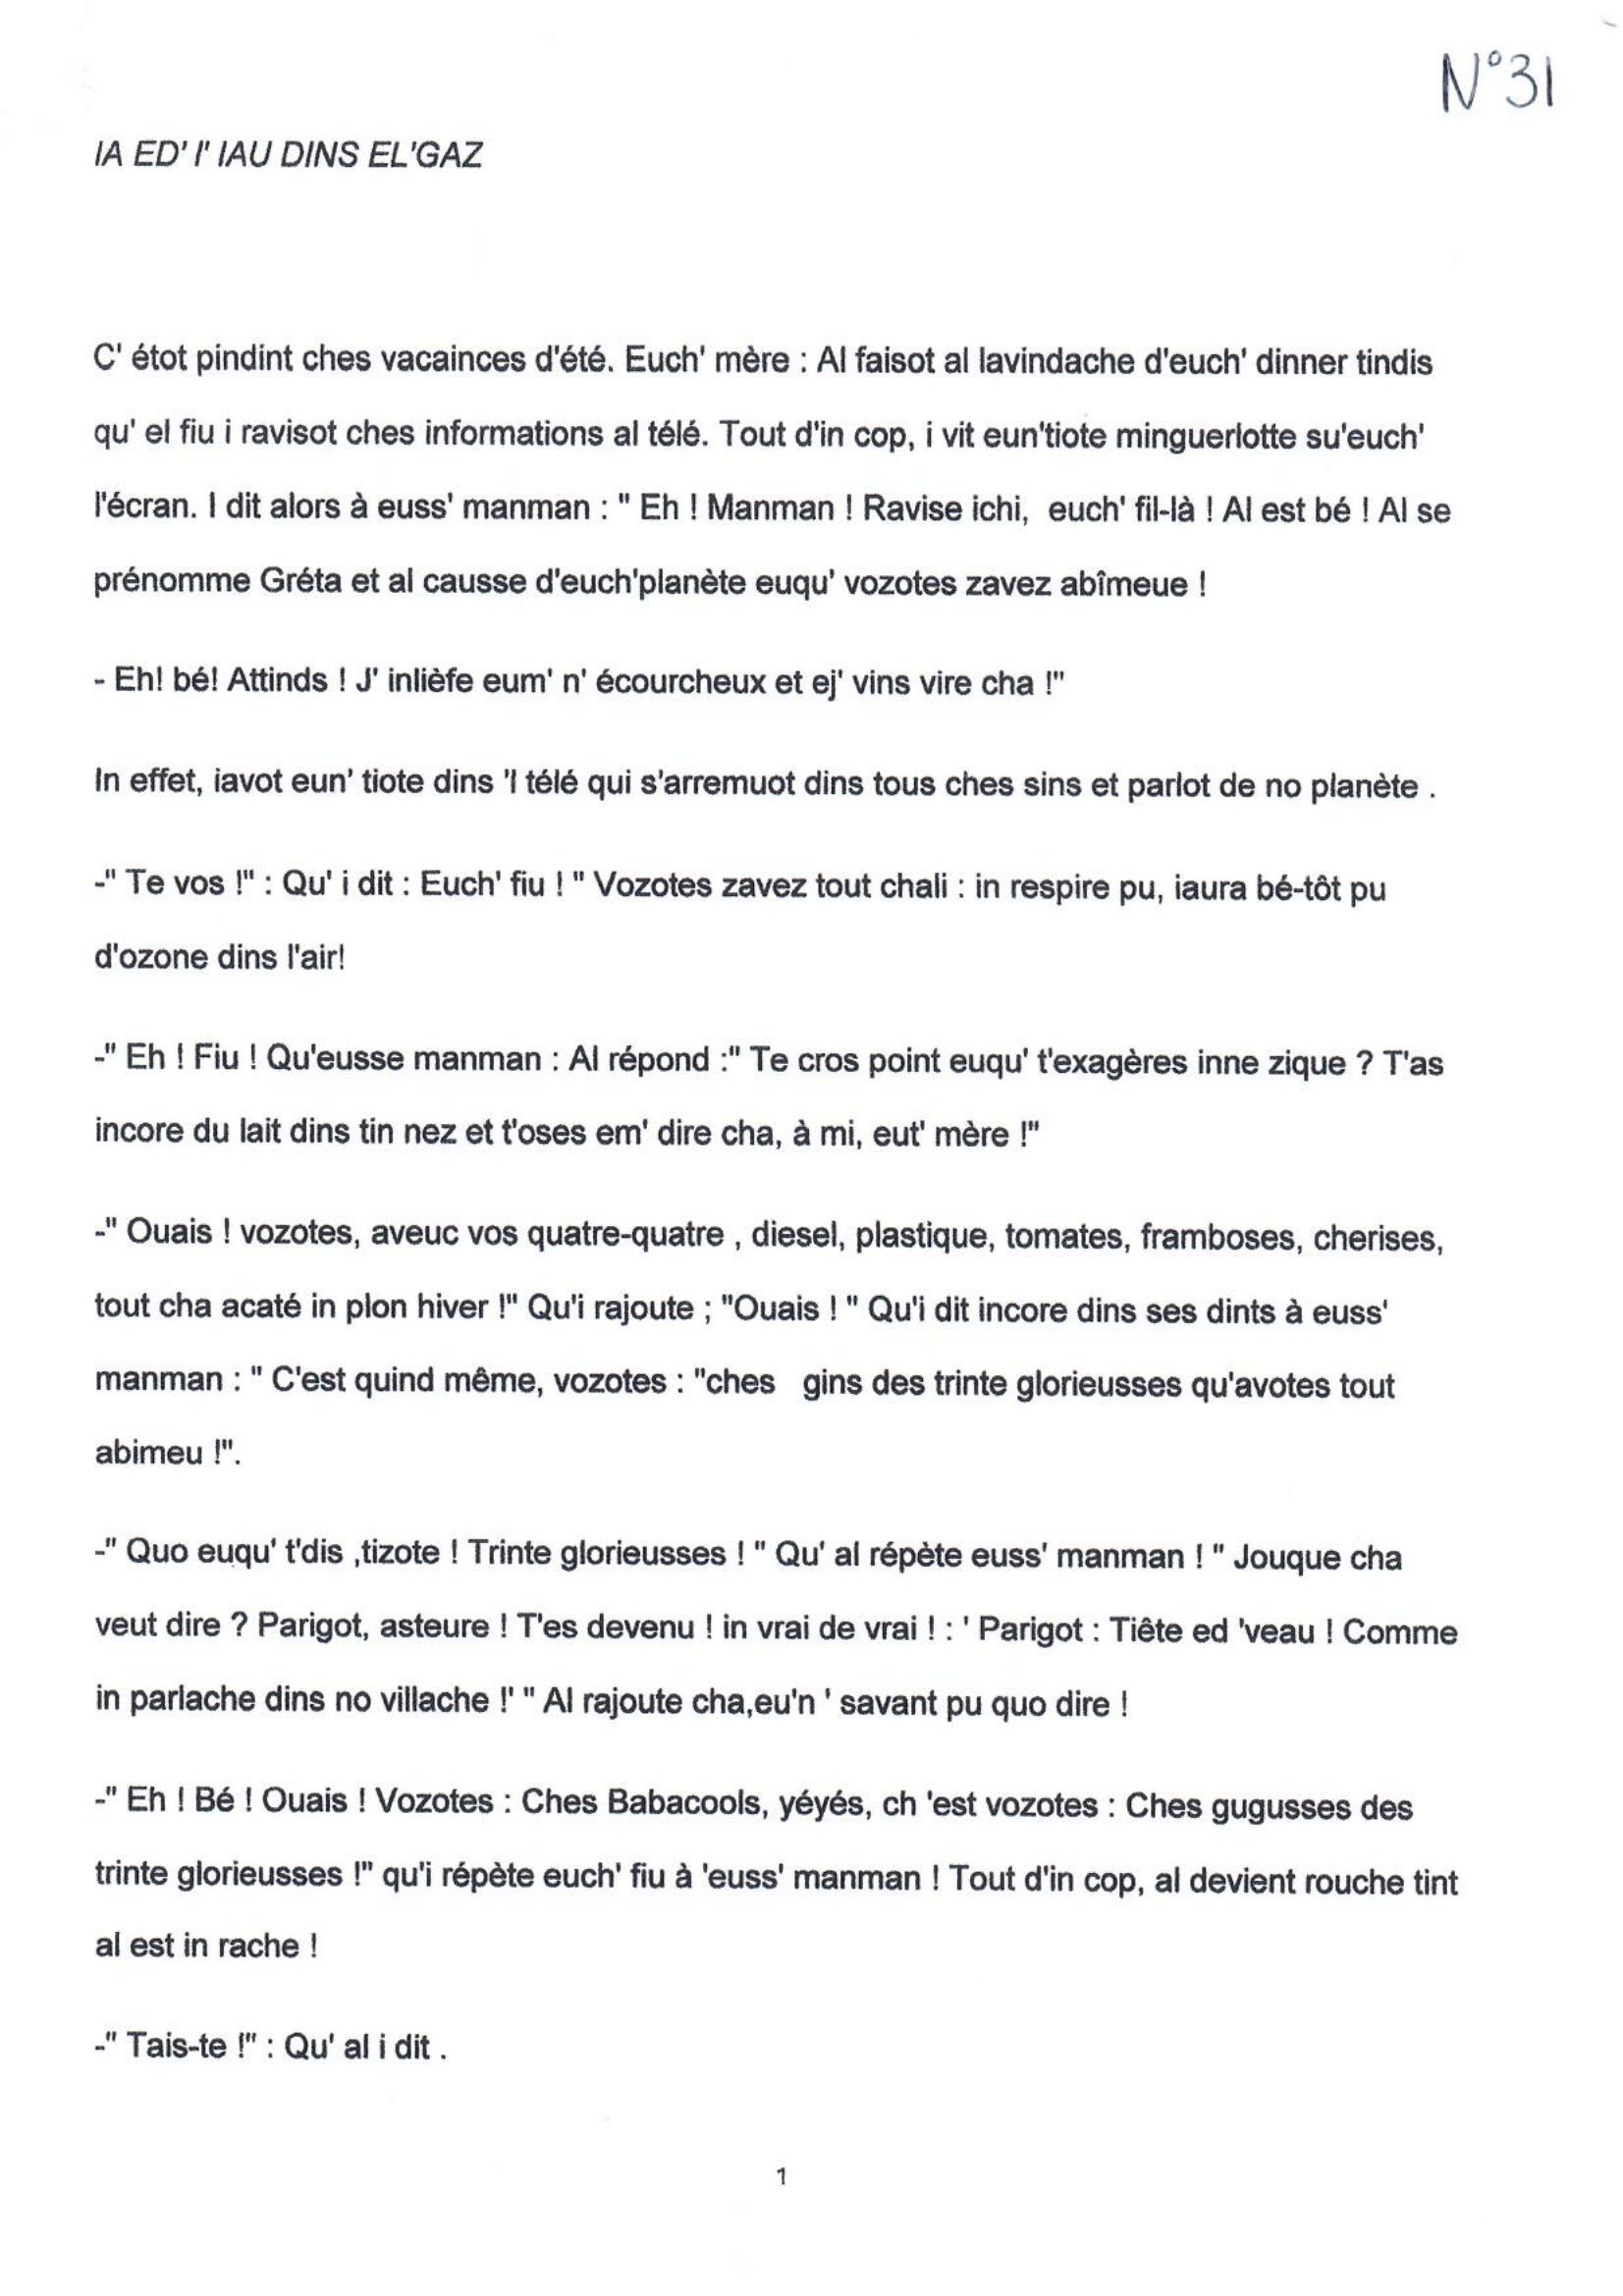 N°31
IA ED' l' IAU DINS EL'GAZ
C' étot pindint ches vacainces d'été. Euch' mère : Al faisot al lavindache d'euch' dinner tindis
qu' el fiu i ravisot ches informations al télé. Tout d'in cop, i vit eun'tiote minguerlotte su'euch'
l'écran. I dit alors à euss' manman : " Eh ! Manman ! Ravise ichi, euch' fil-là ! Al est bé ! Al se
prénomme Gréta et al causse d'euch'planète euqu' vozotes zavez abîmeue !
- Eh! bé! Attinds ! J' inlièfe eum' n' écourcheux et ej' vins vire cha !"
In effet, iavot eun' tiote dins 'l télé qui s'arremuot dins tous ches sins et parlot de no planète .
-" Te vos !" : Qu' i dit : Euch' fiu ! " Vozotes zavez tout chali : in respire pu, iaura bé-tôt pu
d'ozone dins l'air!
-" Eh ! Fiu ! Qu'eusse manman : Al répond :" Te cros point euqu' t'exagères inne zique ? T'as
incore du lait dins tin nez et t'oses em' dire cha, à mi, eut' mère !"
-" Ouais ! vozotes, aveuc vos quatre-quatre , diesel, plastique, tomates, framboses, cherises,
tout cha acaté in plon hiver !" Qu'i rajoute ; "Ouais ! " Qu'i dit incore dins ses dints à euss'
manman : " C'est quind même, vozotes : "ches gins des trinte glorieusses qu'avotes tout
abimeu !".
-" Quo euqu' t'dis ,tizote ! Trinte glorieusses ! " Qu' al répète euss' manman ! " Jouque cha
veut dire ? Parigot, asteure ! T'es devenu ! in vrai de vrai ! : ' Parigot : Tiête ed 'veau ! Comme
in parlache dins no villache !' " Al rajoute cha,eu'n ' savant pu quo dire !
-" Eh ! Bé ! Ouais ! Vozotes : Ches Babacools, yéyés, ch 'est vozotes : Ches gugusses des
trinte glorieusses !" qu'i répète euch' fiu à 'euss' manman ! Tout d'in cop, al devient rouche tint
al est in rache !
-" Tais-te !" : Qu' al i dit .
1